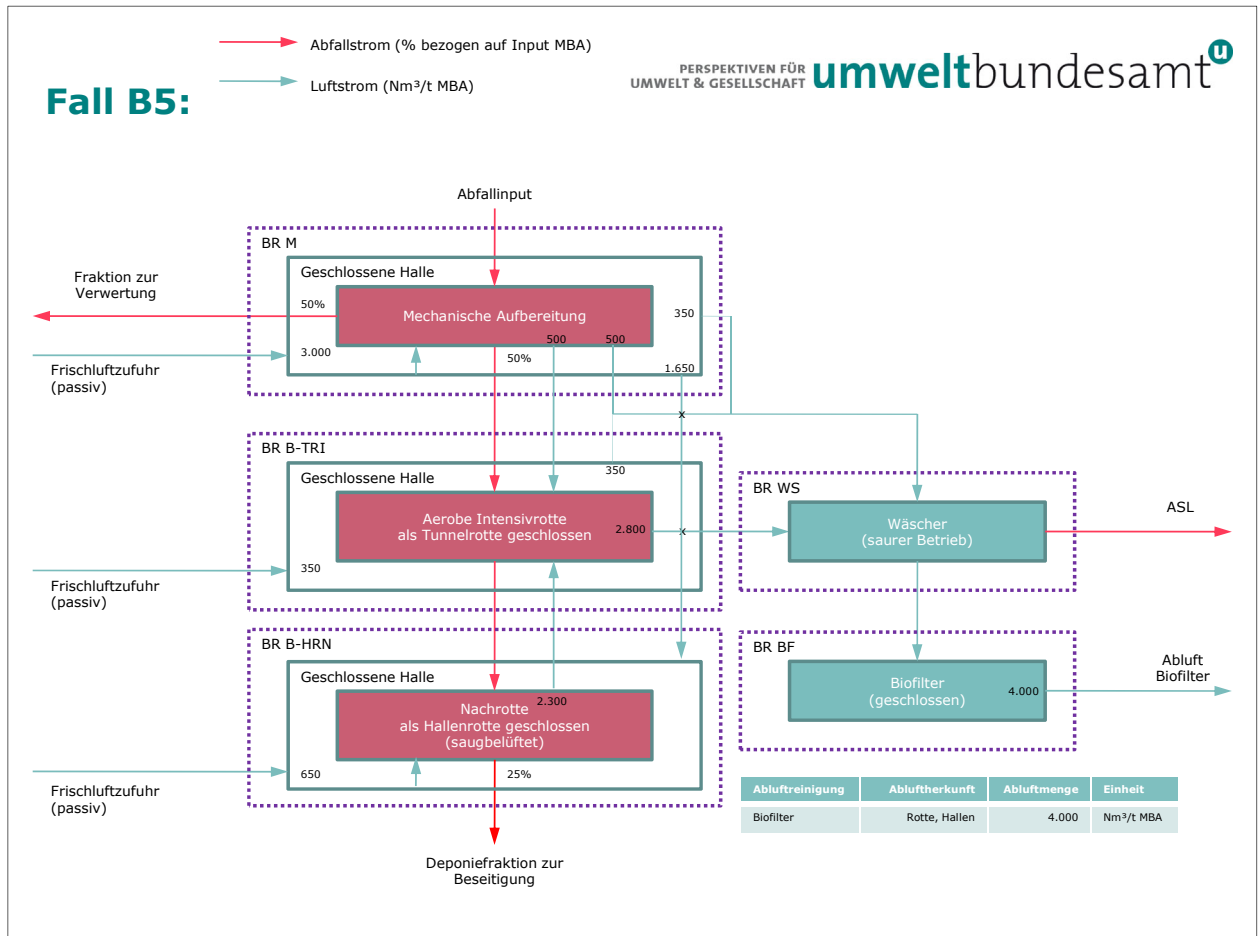 Abfallstrom (% bezogen auf Input MBA)
Luftstrom (Nm³/t MBA)
PERSPEKTIVEN FÜR
UMWELT & GESELLSCHAFT
umweltbundesamt
u
Fall B5:
Abfallinput
BR M
Geschlossene Halle
Fraktion zur
Verwertung
50%
Mechanische Aufbereitung
350
500
500
3.000
50%
1.650
Frischluftzufuhr
(passiv)
x
BR B-TRI
Geschlossene Halle
350
Aerobe Intensivrotte
als Tunnelrotte geschlossen
2.800
x
350
Frischluftzufuhr
(passiv)
BR WS
Wäscher
(saurer Betrieb)
ASL
BR B-HRN
Geschlossene Halle
2.300
Nachrotte
als Hallenrotte geschlossen
(saugbelüftet)
650
25%
Frischluftzufuhr
(passiv)
BR BF
Biofilter
(geschlossen)
4.000
Abluft
Biofilter
Deponiefraktion zur
Beseitigung
Abluftreinigung Abluftherkunft Abluftmenge Einheit
Biofilter Rotte, Hallen 4.000 Nm³/t MBA